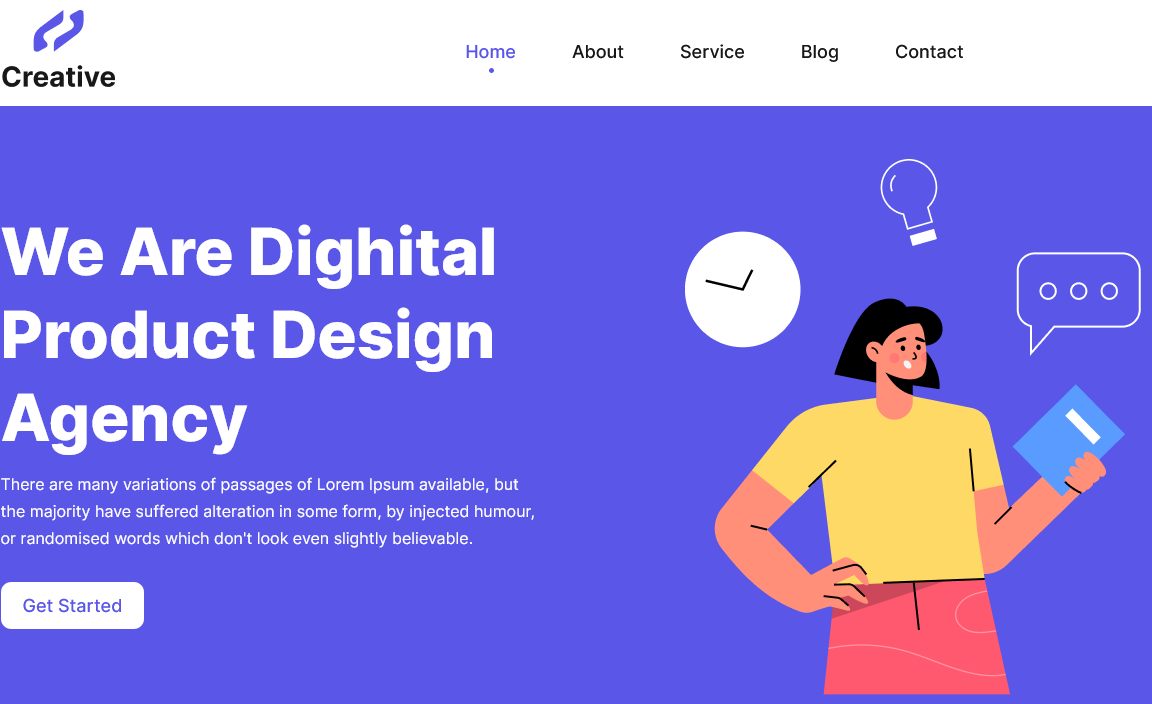 Creative
Home About Service Blog Contact
We Are Dighital
Product Design
Agency
There are many variations of passages of Lorem Ipsum available, but
the majority have suffered alteration in some form, by injected humour,
or randomised words which don't look even slightly believable.
Get Started